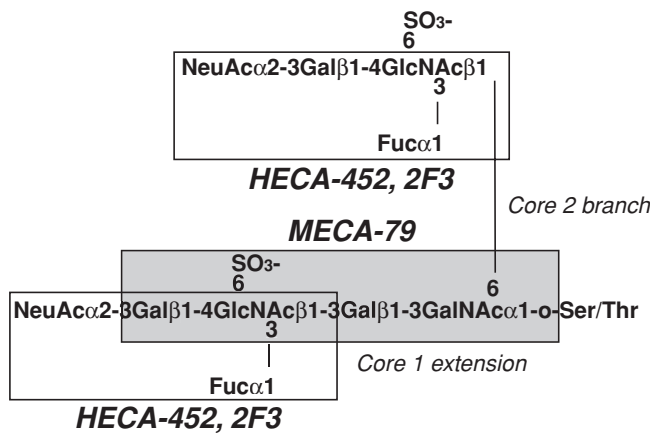 SO3-
6
NeuAcα2-3Galβ1-4GlcNAcβ1
3
Fucα1
HECA-452, 2F3
Core 2 branch
MECA-79
SO3-
6
6
NeuAcα2-3Galβ1-4GlcNAcβ1-3Galβ1-3GalNAcα1-o-Ser/Thr
3
Core 1 extension
Fucα1
HECA-452, 2F3